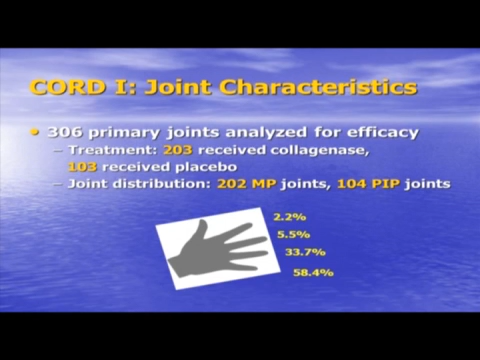 CORD I: Joint Characteristics
• 306 primary joints analyzed for efficacy
– Treatment: 203 received collagenase,
103 received placebo
– Joint distribution: 202 MP joints, 104 PIP joints
2.2%
5.5%
33.7%
58.4%